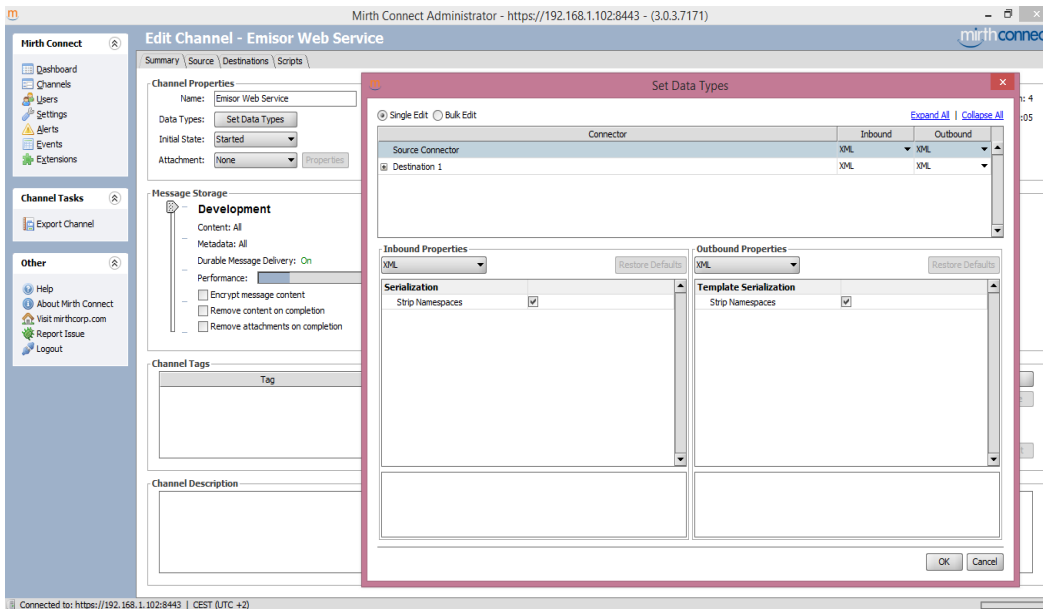 Mirth Connect Administrator - https://192.168.1.102:8443 - (3.0.3.7171)
Mirth Connect
Dashboard
Channels
Users
Settings
Alerts
Events
Extensions
Channel Tasks
Export Channel
Other
Help
About Mirth Connect
Visit mirthcorp.com
Report Issue
Logout
Edit Channel - Emisor Web Service
mirth connec
Summary Source Destinations Scripts
Channel Properties
Name: Emisor Web Service
Data Types: Set Data Types
Initial State: Started
Attachment: None Properties
: 4
:05
Message Storage
Development
Content: All
Metadata: All
Durable Message Delivery: On
Performance:
Encrypt message content
Remove content on completion
Remove attachments on completion
Channel Tags
Tag
Channel Description
Set Data Types
Single Edit Bulk Edit Expand All | Collapse All
Connector Inbound Outbound
Source Connector XML XML
Destination 1 XML XML
Inbound Properties
XML Restore Defaults
Serialization
Strip Namespaces
Outbound Properties
XML Restore Defaults
Template Serialization
Strip Namespaces
OK Cancel
Connected to: https://192.168.1.102:8443 | CEST (UTC +2)